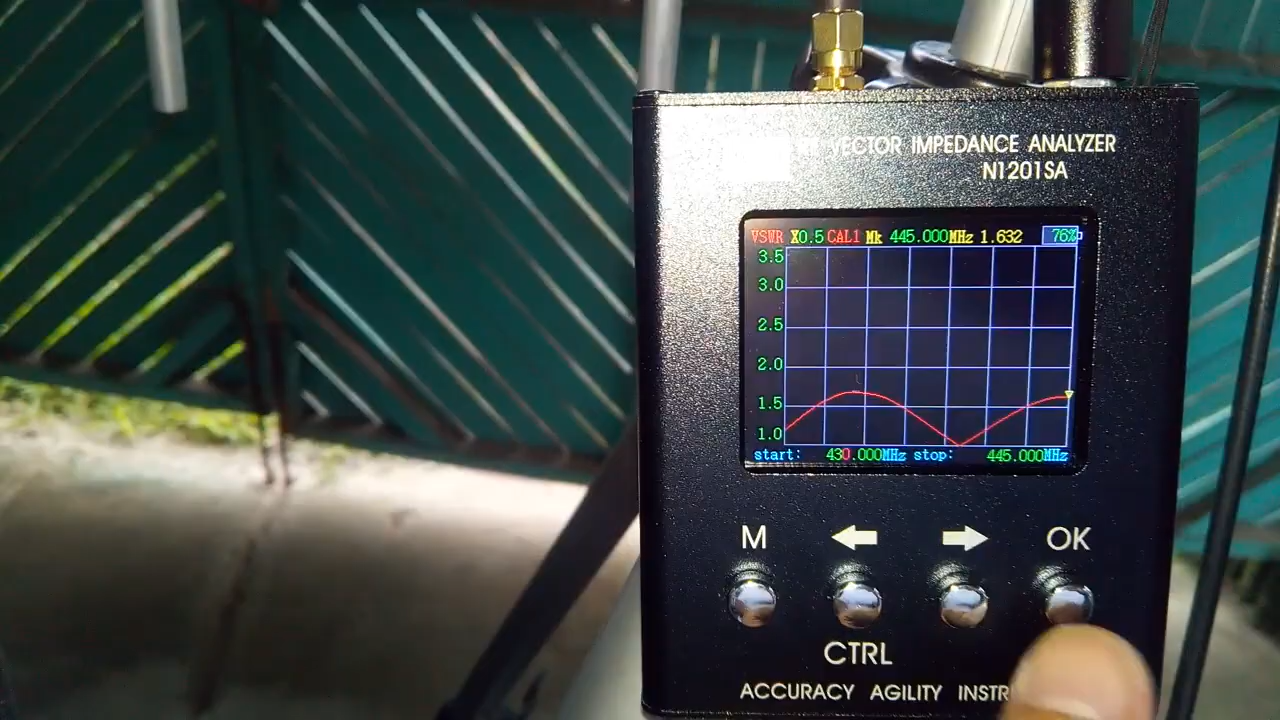 VECTOR IMPEDANCE ANALYZER
N1201SA
VSWR X0.5 CAL1 Mk 445.000MHz 1.632 76%
3.5
3.0
2.5
2.0
1.5
1.0
start: 430.000MHz stop: 445.000MHz
M OK
CTRL
ACCURACY AGILITY